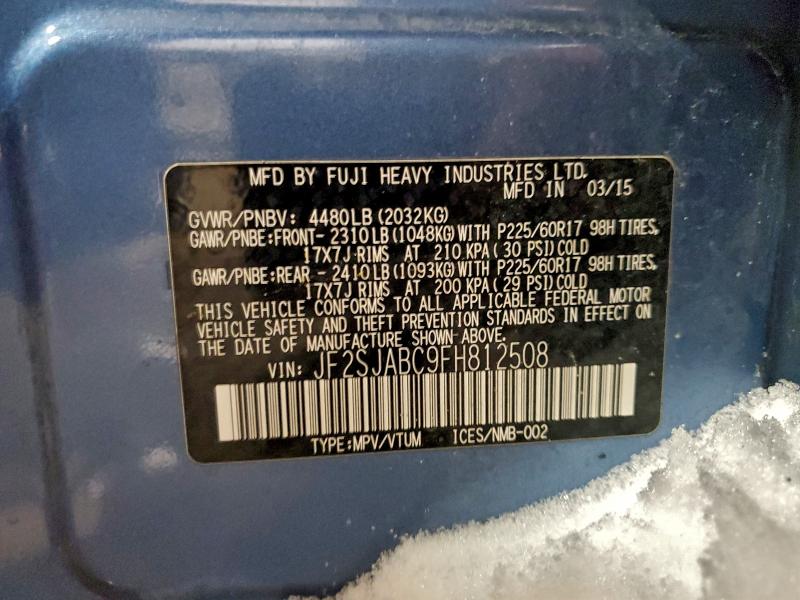 MFD BY FUJI HEAVY INDUSTRIES LTD.
MFD IN 03/15
GVWR/PNBV: 4480LB (2032KG)
GAWR/PNBE:FRONT- 2310LB (1048KG) WITH P225/60R17 98H TIRES,
17X7J RIMS AT 210 KPA ( 30 PSI) COLD
GAWR/PNBE:REAR - 2410LB (1093KG) WITH P225/60R17 98H TIRES,
17X7J RIMS AT 200 KPA ( 29 PSI) COLD
THIS VEHICLE CONFORMS TO ALL APPLICABLE FEDERAL MOTOR
VEHICLE SAFETY AND THEFT PREVENTION STANDARDS IN EFFECT ON
THE DATE OF MANUFACTURE SHOWN ABOVE.
VIN: JF2SJABC9FH812508
TYPE:MPV/VTUM ICES/NMB-002